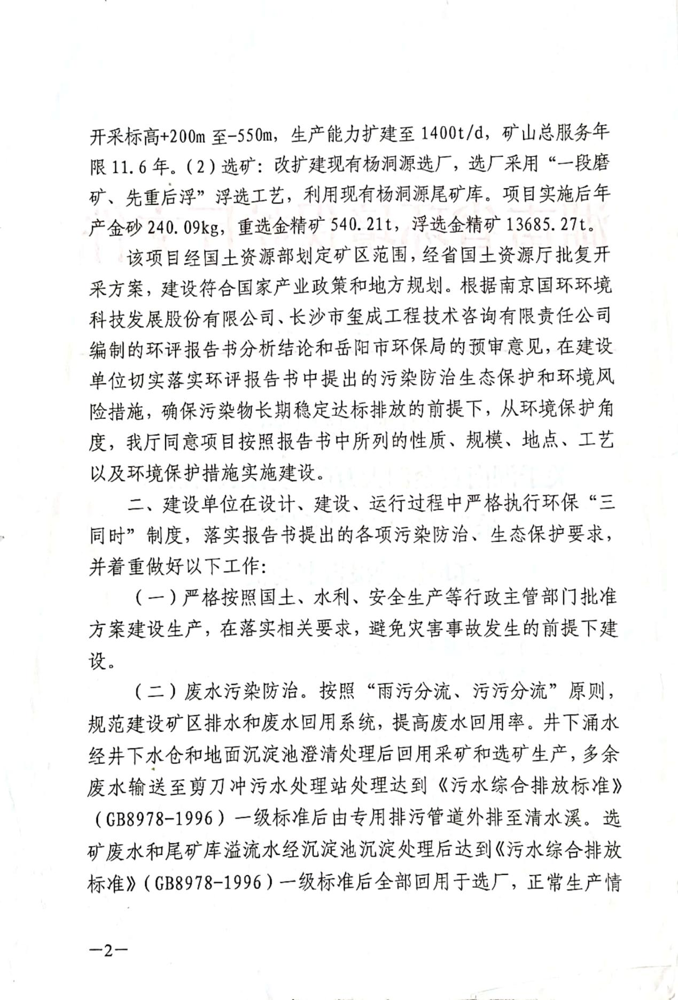 开采标高+200m 至-550m，生产能力扩建至 1400t/d，矿山总服务年
限 11.6 年。(2)选矿：改扩建现有杨洞源选厂，选厂采用“一段磨
矿、先重后浮”浮选工艺，利用现有杨洞源尾矿库。项目实施后年
产金砂 240.09kg，重选金精矿 540.21t，浮选金精矿 13685.27t。
该项目经国土资源部划定矿区范围，经省国土资源厅批复开
采方案，建设符合国家产业政策和地方规划。根据南京国环环境
科技发展股份有限公司、长沙市玺成工程技术咨询有限责任公司
编制的环评报告书分析结论和岳阳市环保局的预审意见，在建设
单位切实落实环评报告书中提出的污染防治生态保护和环境风
险措施，确保污染物长期稳定达标排放的前提下，从环境保护角
度，我厅同意项目按照报告书中所列的性质、规模、地点、工艺
以及环境保护措施实施建设。
二、建设单位在设计、建设、运行过程中严格执行环保“三
同时”制度，落实报告书提出的各项污染防治、生态保护要求，
并着重做好以下工作：
（一）严格按照国土、水利、安全生产等行政主管部门批准
方案建设生产，在落实相关要求，避免灾害事故发生的前提下建
设。
（二）废水污染防治。按照“雨污分流、污污分流”原则，
规范建设矿区排水和废水回用系统，提高废水回用率。井下涌水
经井下水仓和地面沉淀池澄清处理后回用采矿和选矿生产，多余
废水输送至剪刀冲污水处理站处理达到《污水综合排放标准》
（GB8978-1996）一级标准后由专用排污管道外排至清水溪。选
矿废水和尾矿库溢流水经沉淀池沉淀处理后达到《污水综合排放
标准》（GB8978-1996）一级标准后全部回用于选厂，正常生产情
—2—